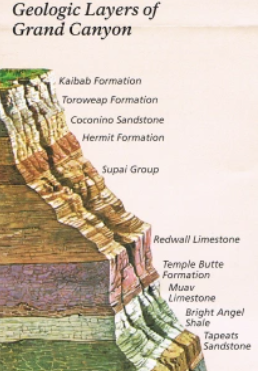 Geologic Layers of
Grand Canyon
Kaibab Formation
Toroweap Formation
Coconino Sandstone
Hermit Formation
Supai Group
Redwall Limestone
Temple Butte
Formation
Muav
Limestone
Bright Angel
Shale
Tapeats
Sandstone